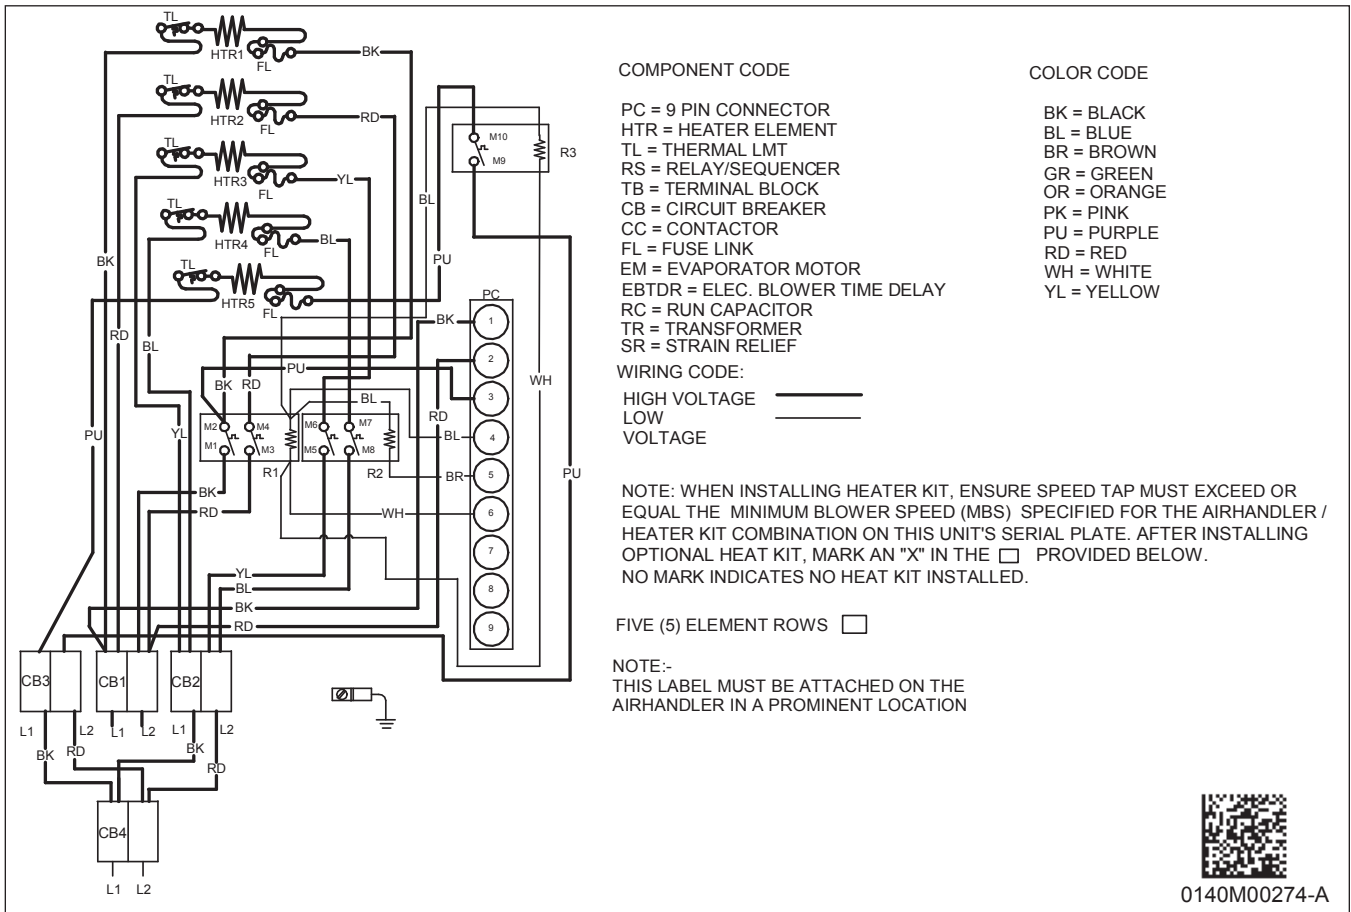 TL
HTR1
FL
BK
TL
HTR2
FL
RD
TL
HTR3
FL
YL
TL
HTR4
FL
BL
TL
HTR5
FL
M10
M9
R3
BL
PU
BK
RD
BL
PU
YL
PC
1
2
3
4
5
6
7
8
9
BK
PU
BK
RD
BL
RD
WH
M2
M4
M1
M3
R1
M6
M7
M5
M8
R2
BL
BR
WH
PU
BK
RD
YL
BL
BK
RD
CB3
CB1
CB2
L1
L2
L1
L2
L1
L2
BK
RD
BK
RD
CB4
L1
L2
COMPONENT CODE
PC = 9 PIN CONNECTOR
HTR = HEATER ELEMENT
TL = THERMAL LMT
RS = RELAY/SEQUENCER
TB = TERMINAL BLOCK
CB = CIRCUIT BREAKER
CC = CONTACTOR
FL = FUSE LINK
EM = EVAPORATOR MOTOR
EBTDR = ELEC. BLOWER TIME DELAY
RC = RUN CAPACITOR
TR = TRANSFORMER
SR = STRAIN RELIEF
WIRING CODE:
HIGH VOLTAGE
LOW
VOLTAGE
COLOR CODE
BK = BLACK
BL = BLUE
BR = BROWN
GR = GREEN
OR = ORANGE
PK = PINK
PU = PURPLE
RD = RED
WH = WHITE
YL = YELLOW
NOTE: WHEN INSTALLING HEATER KIT, ENSURE SPEED TAP MUST EXCEED OR
EQUAL THE MINIMUM BLOWER SPEED (MBS) SPECIFIED FOR THE AIRHANDLER /
HEATER KIT COMBINATION ON THIS UNIT'S SERIAL PLATE. AFTER INSTALLING
OPTIONAL HEAT KIT, MARK AN "X" IN THE PROVIDED BELOW.
NO MARK INDICATES NO HEAT KIT INSTALLED.
FIVE (5) ELEMENT ROWS
NOTE:-
THIS LABEL MUST BE ATTACHED ON THE
AIRHANDLER IN A PROMINENT LOCATION
0140M00274-A